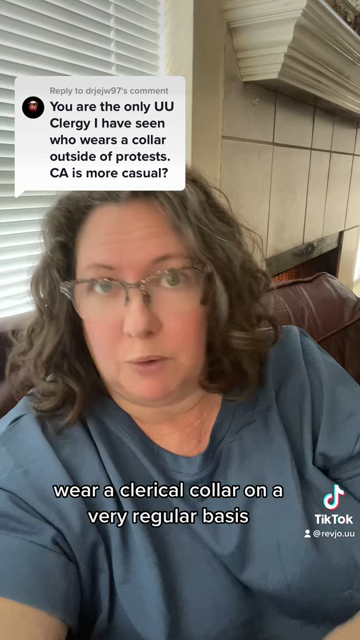 Reply to drjejw97's comment
You are the only UU
Clergy I have seen
who wears a collar
outside of protests.
CA is more casual?
wear a clerical collar on a
very regular basis
TikTok
@revjo.uu